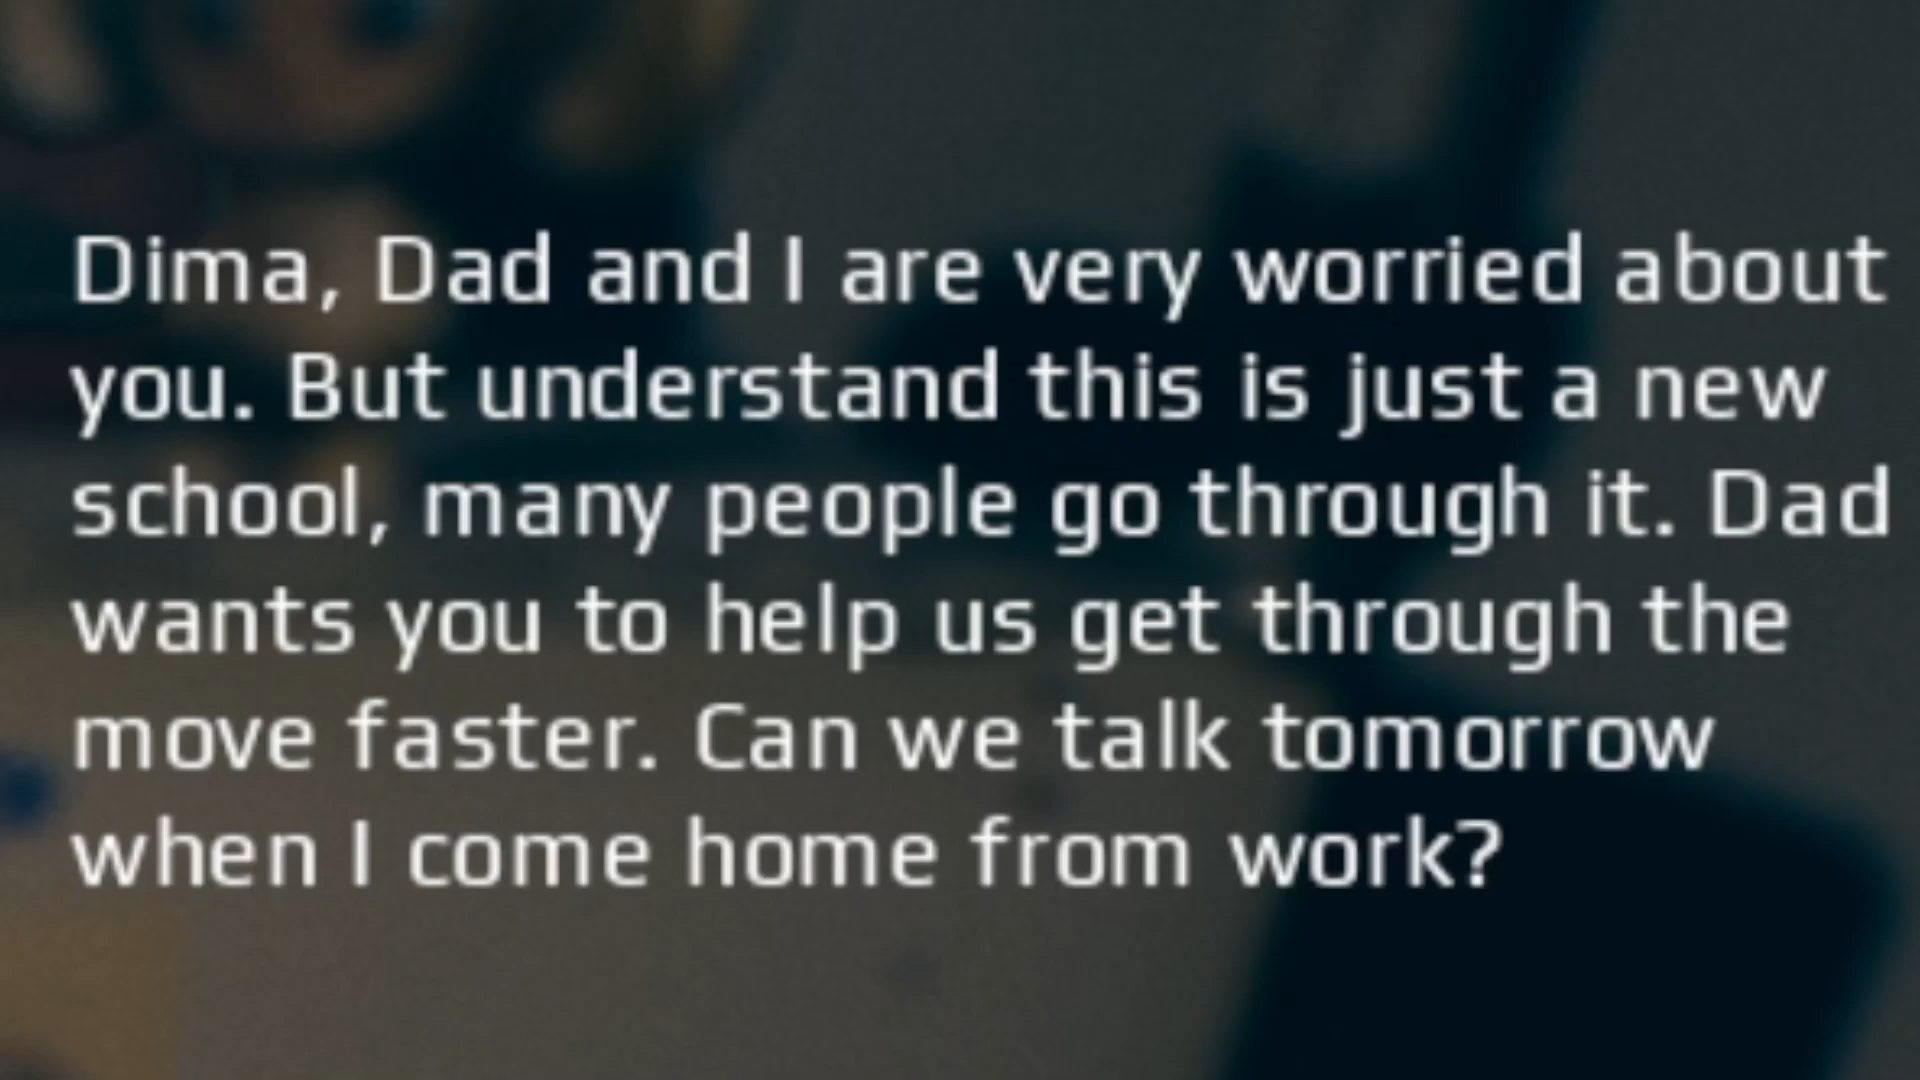 Dima, Dad and I are very worried about
you. But understand this is just a new
school, many people go through it. Dad
wants you to help us get through the
move faster. Can we talk tomorrow
when I come home from work?